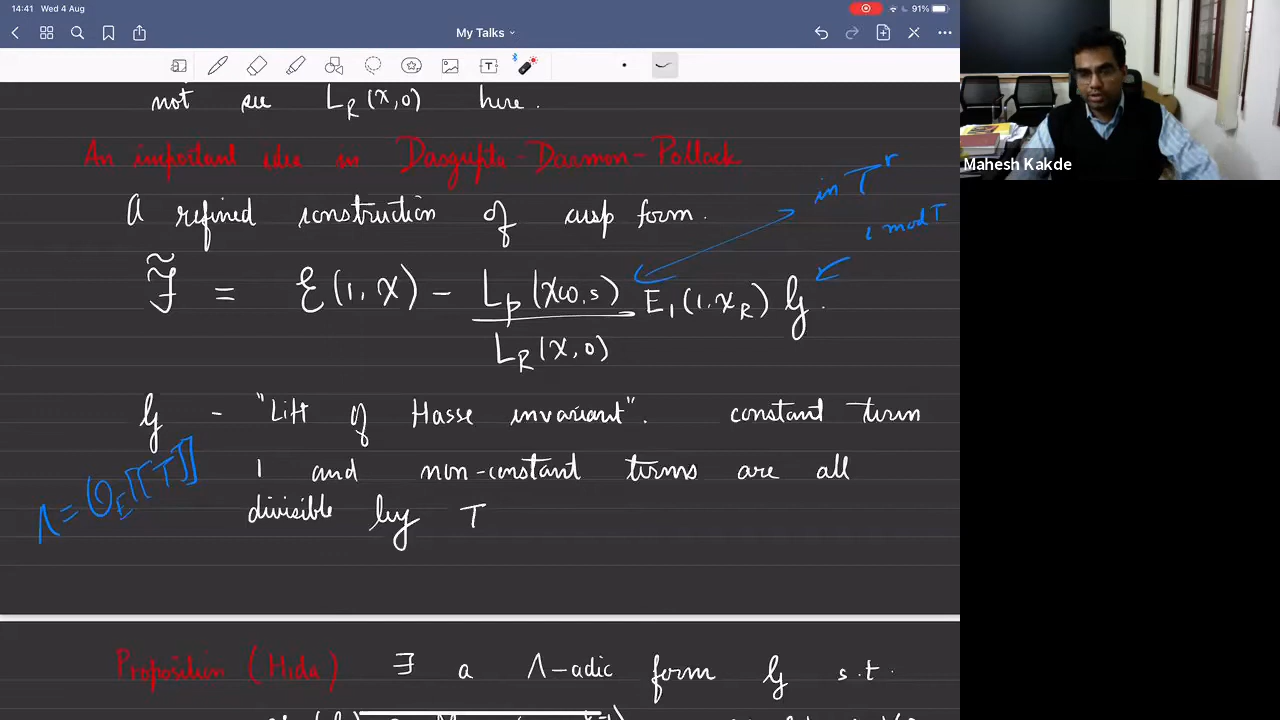 14:41 Wed 4 Aug
91%
My Talks
not see L_R(χ,0) here.
An important idea in Dasgupta-Darmon-Pollack
A refined construction of cusp form.
in T^r
1 mod T
\tilde{\tilde{F}} = ℰ(1,χ) − L_p(χω,s) / L_R(χ,0) E_1(1,χ_R) 𝒢.
𝒢 - "Lift of Hasse invariant". constant term
1 and non-constant terms are all
divisible by T
Λ = O_E[[T]]
Proposition (Hida) ∃ a Λ-adic form 𝒢 s.t.
Mahesh Kakde